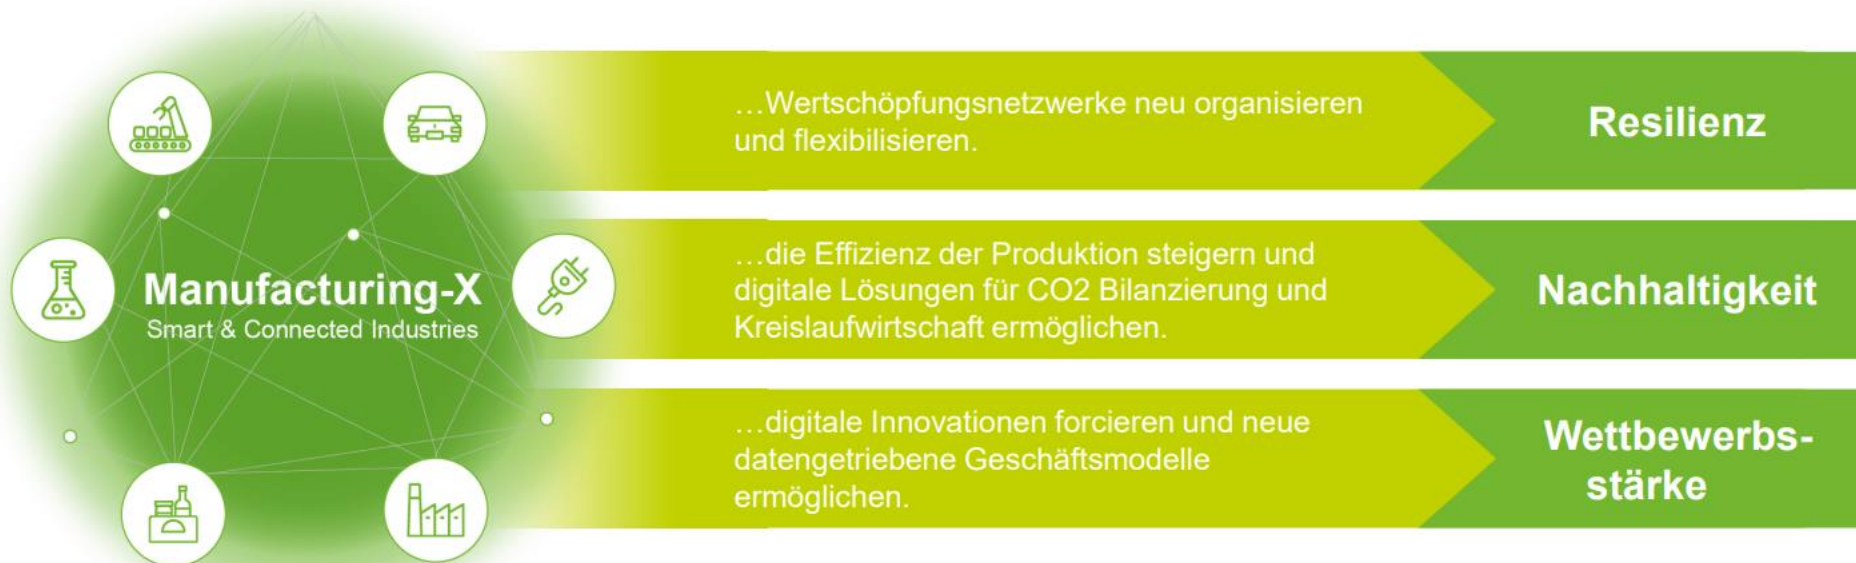 Manufacturing-X
Smart & Connected Industries
…Wertschöpfungsnetzwerke neu organisieren
und flexibilisieren.
Resilienz
…die Effizienz der Produktion steigern und
digitale Lösungen für CO2 Bilanzierung und
Kreislaufwirtschaft ermöglichen.
Nachhaltigkeit
…digitale Innovationen forcieren und neue
datengetriebene Geschäftsmodelle
ermöglichen.
Wettbewerbs-
stärke